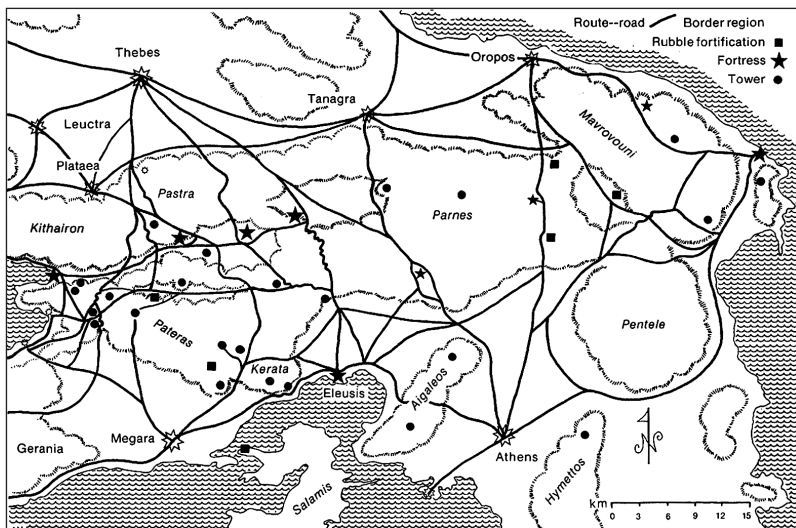 Route--road Border region
Rubble fortification
Fortress
Tower
Oropos
Thebes
Tanagra
Mavrovouni
Leuctra
Plataea
Pastra
Parnes
Kithairon
Pentele
Pateras
Kerata
Aigaleos
Eleusis
Gerania
Megara
Athens
N
Salamis
Hymettos
km
0 3 6 9 12 15